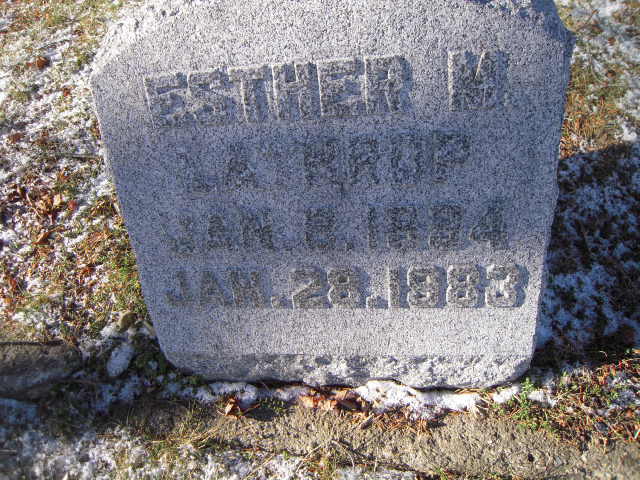 ESTHER M.
LATHROP
JAN. 8. 1894
JAN. 28. 1983